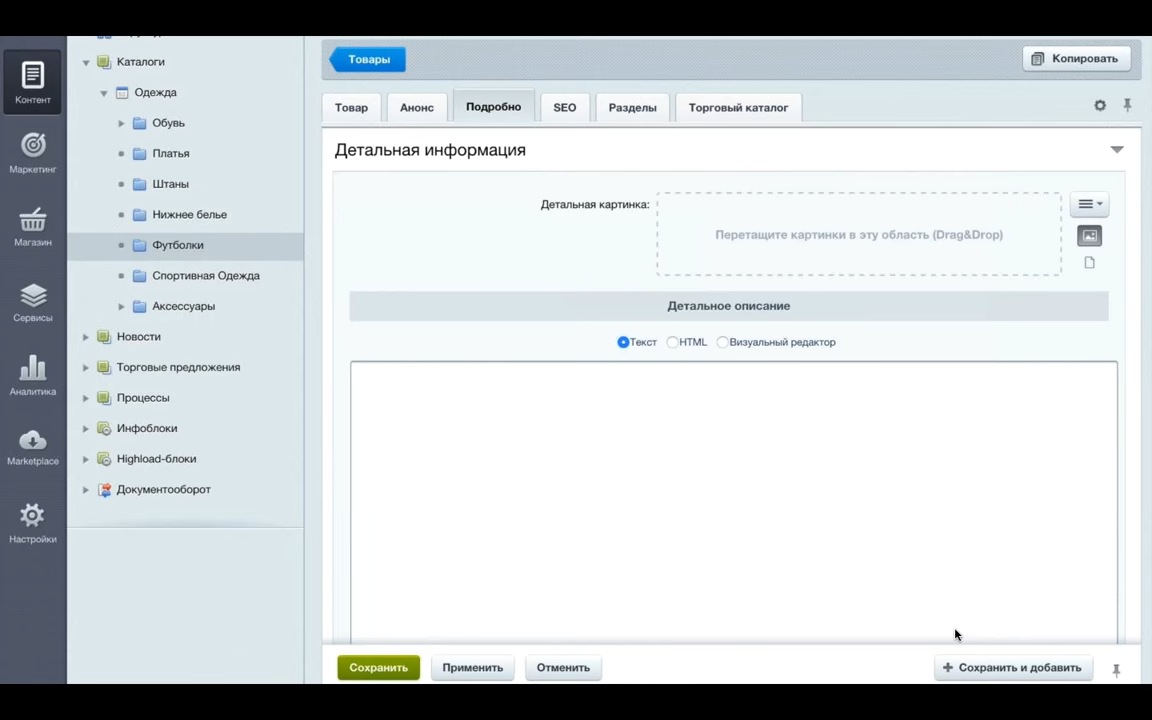 Контент
Маркетинг
Магазин
Сервисы
Аналитика
Marketplace
Настройки
Каталоги
Одежда
Обувь
Платья
Штаны
Нижнее белье
Футболки
Спортивная Одежда
Аксессуары
Новости
Торговые предложения
Процессы
Инфоблоки
Highload-блоки
Документооборот
Товары
Копировать
Товар Анонс Подробно SEO Разделы Торговый каталог
Детальная информация
Детальная картинка:
Перетащите картинки в эту область (Drag&Drop)
Детальное описание
Текст HTML Визуальный редактор
Сохранить Применить Отменить + Сохранить и добавить